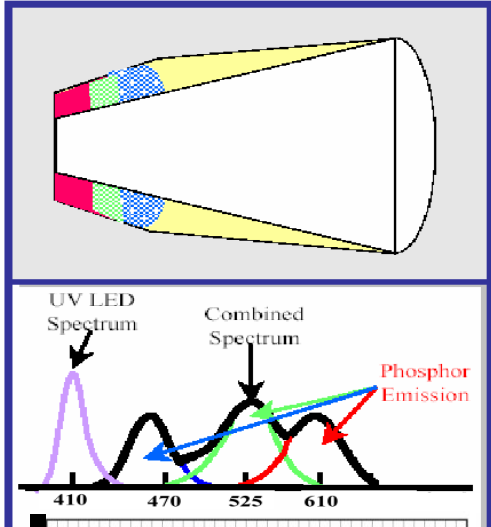 UV LED
Spectrum
Combined
Spectrum
Phosphor
Emission
410 470 525 610